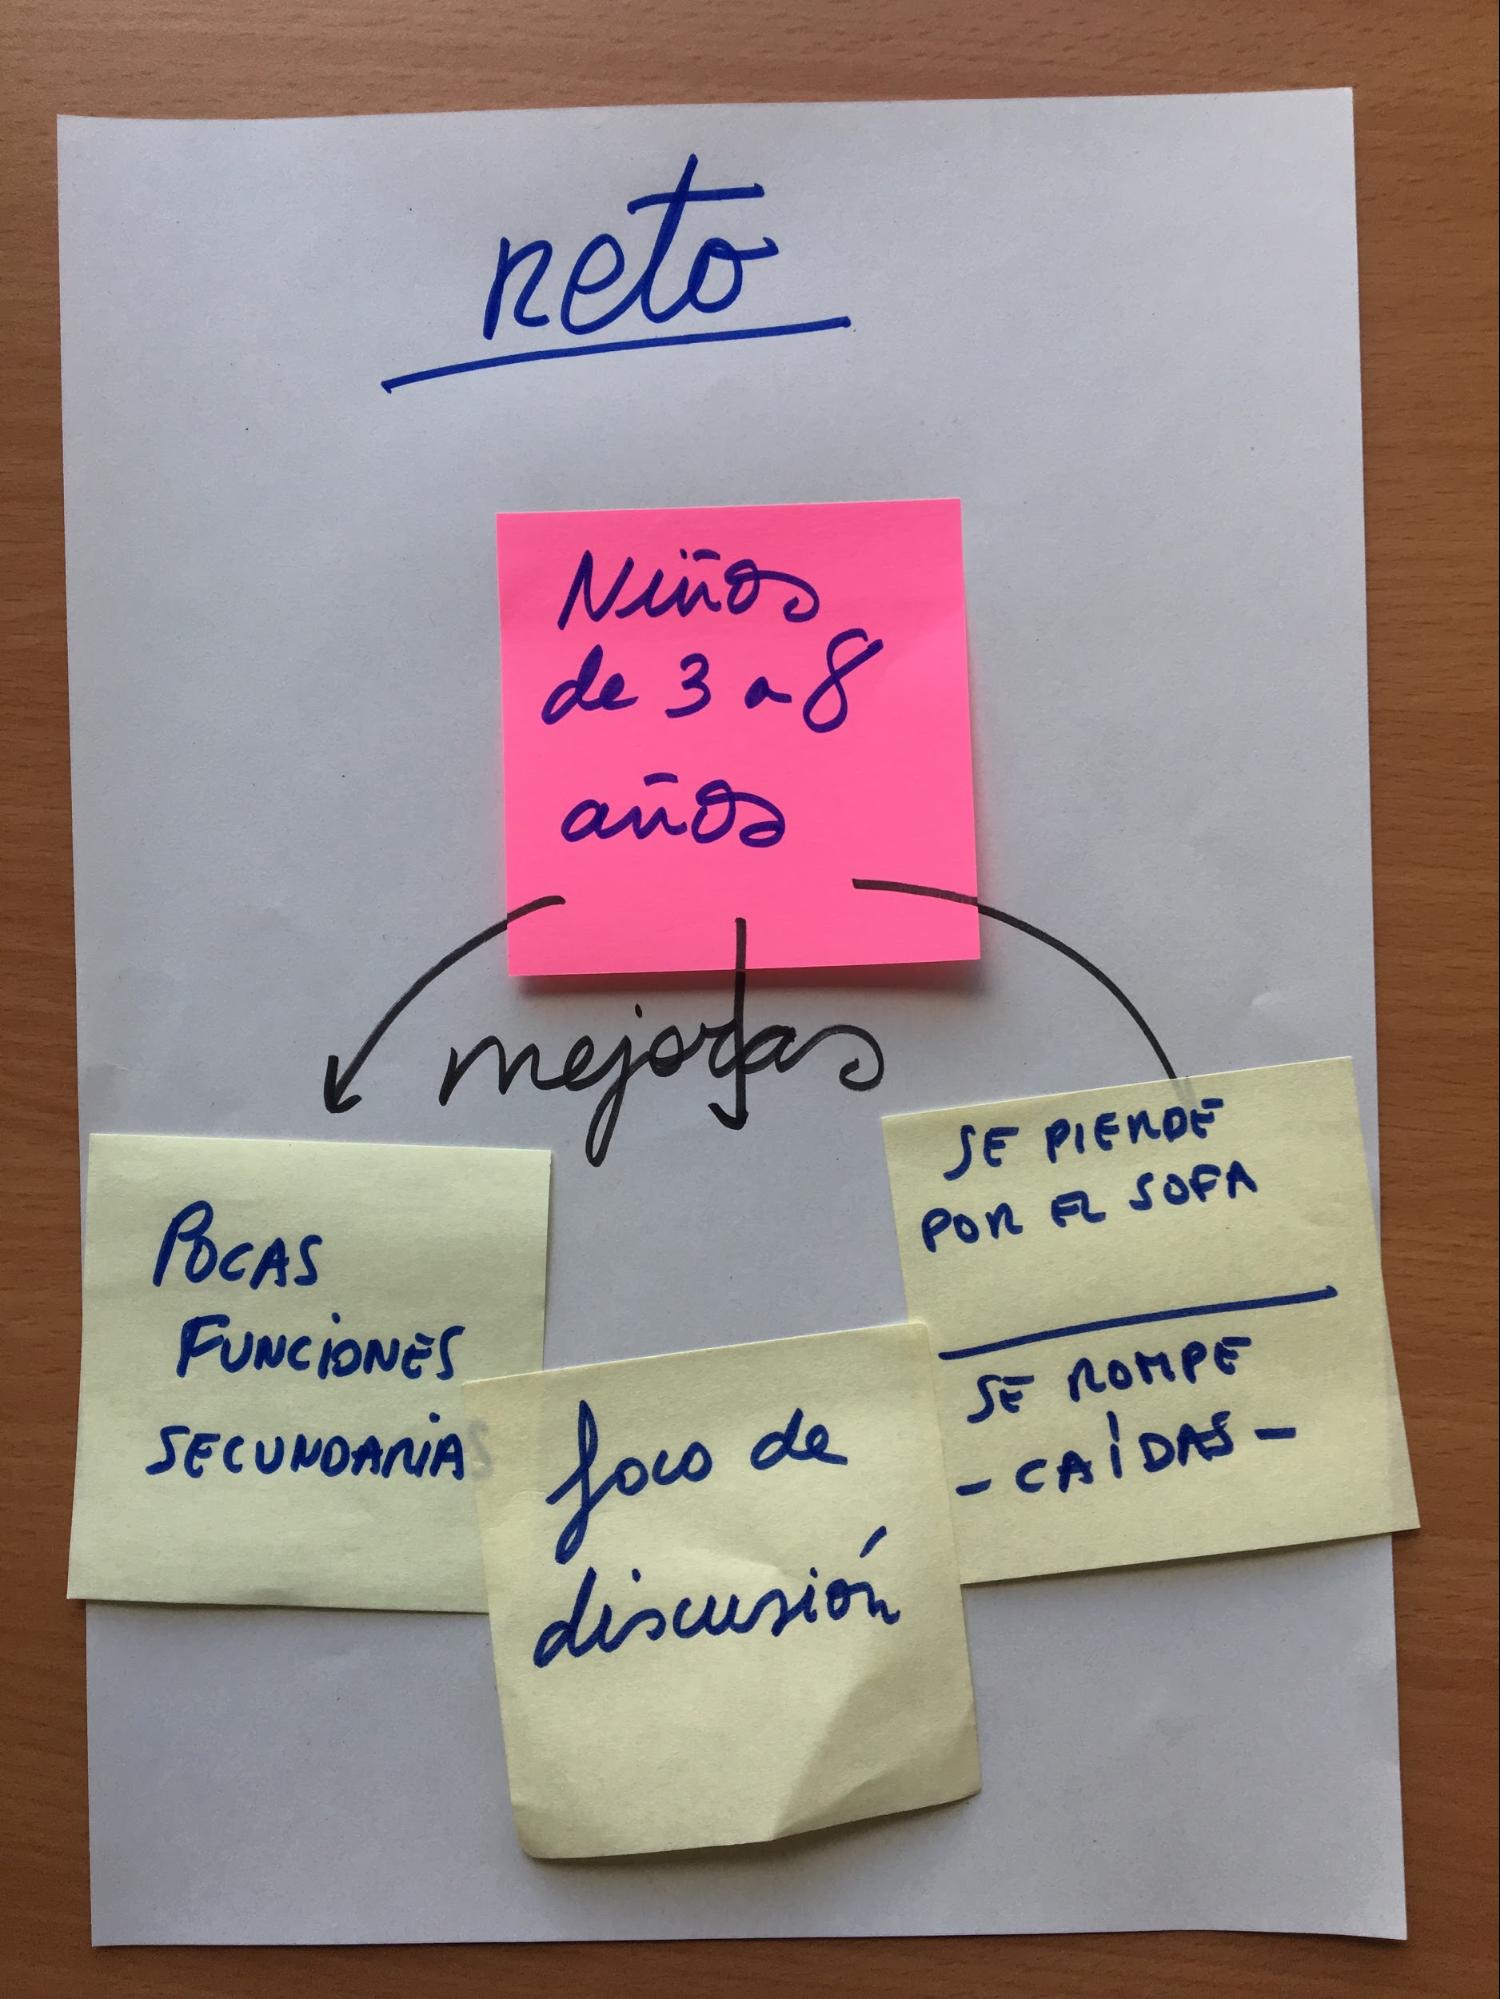 reto
Niños
de 3 a 8
años
mejoras
POCAS
FUNCIONES
SECUNDARIAS
foco de
discusión
SE PIERDE
POR EL SOFA
SE ROMPE
- CAÍDAS -